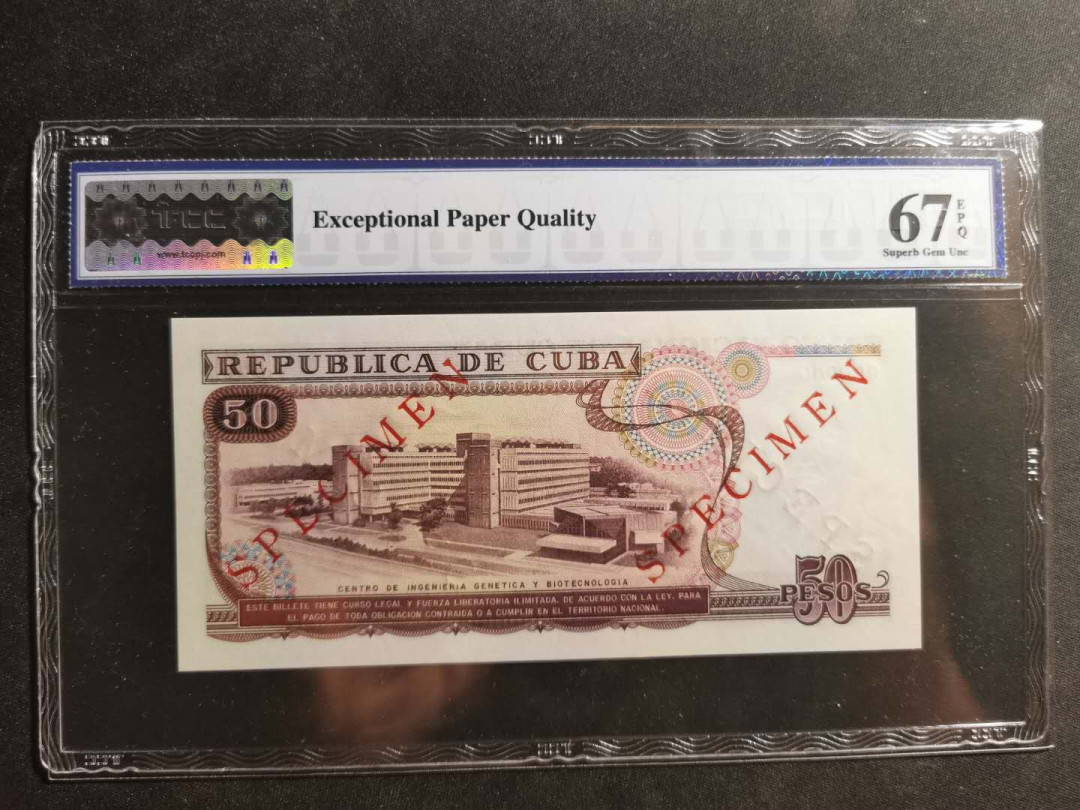 TCC
www.tccpj.com
Exceptional Paper Quality
67
EPQ
Superb Gem Unc
REPUBLICA DE CUBA
50
SPECIMEN
SPECIMEN
CENTRO DE INGENIERIA GENETICA Y BIOTECNOLOGIA
ESTE BILLETE TIENE CURSO LEGAL Y FUERZA LIBERATORIA ILIMITADA, DE ACUERDO CON LA LEY, PARA
EL PAGO DE TODA OBLIGACION CONTRAIDA O A CUMPLIR EN EL TERRITORIO NACIONAL.
50
PESOS